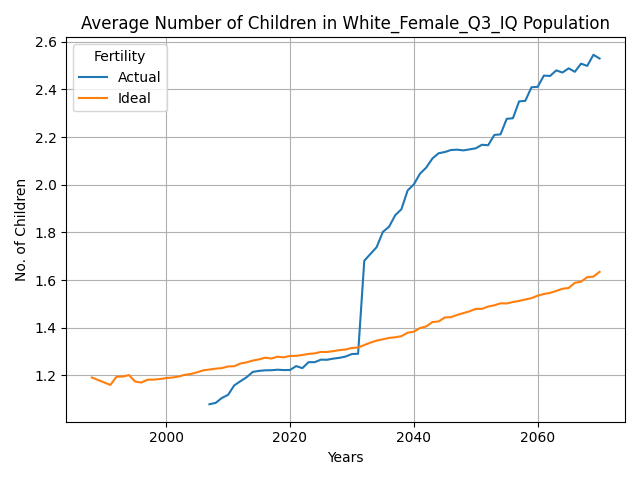 Average Number of Children in White_Female_Q3_IQ Population
Fertility
Actual
Ideal
No. of Children
2.6
2.4
2.2
2.0
1.8
1.6
1.4
1.2
2000 2020 2040 2060
Years